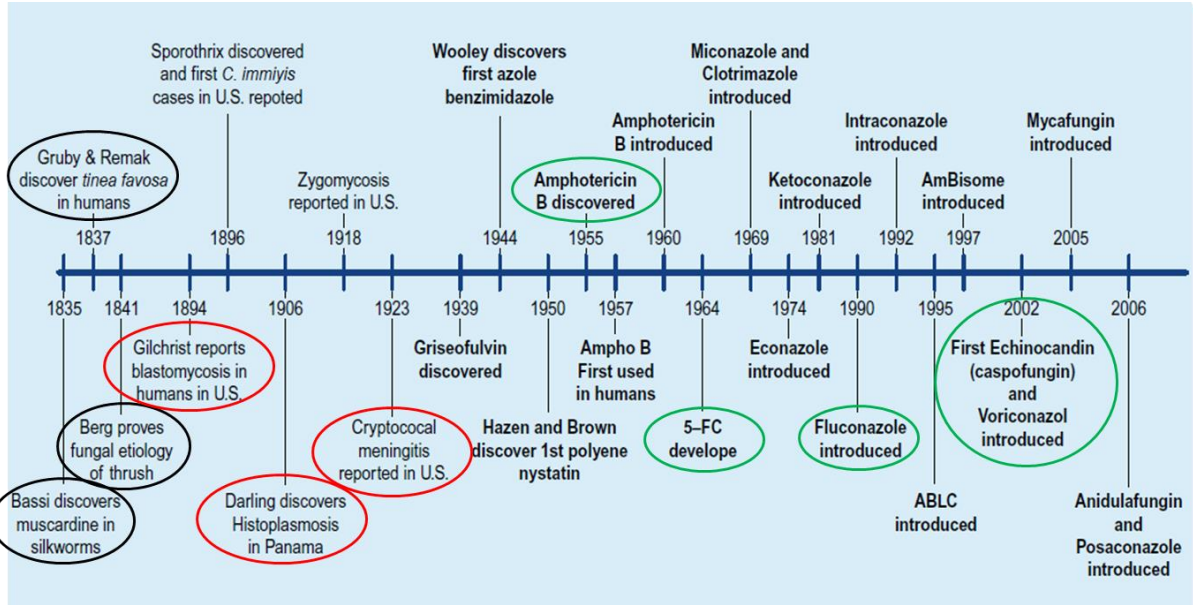 Sporothrix discovered
and first C. immiyis
cases in U.S. repoted
Wooley discovers
first azole
benzimidazole
Miconazole and
Clotrimazole
introduced
Gruby & Remak
discover tinea favosa
in humans
Zygomycosis
reported in U.S.
Amphotericin
B discovered
Amphotericin
B introduced
Ketoconazole
introduced
Intraconazole
introduced
AmBisome
introduced
Mycafungin
introduced
1837
1896
1918
1944
1955
1960
1969
1981
1992
1997
2005
1835
1841
1894
1906
1923
1939
1950
1957
1964
1974
1990
1995
2002
2006
Bassi discovers
muscardine in
silkworms
Berg proves
fungal etiology
of thrush
Gilchrist reports
blastomycosis in
humans in U.S.
Darling discovers
Histoplasmosis
in Panama
Cryptococal
meningitis
reported in U.S.
Griseofulvin
discovered
Hazen and Brown
discover 1st polyene
nystatin
Ampho B
First used
in humans
5–FC
develope
Econazole
introduced
Fluconazole
introduced
ABLC
introduced
First Echinocandin
(caspofungin)
and
Voriconazol
introduced
Anidulafungin
and
Posaconazole
introduced